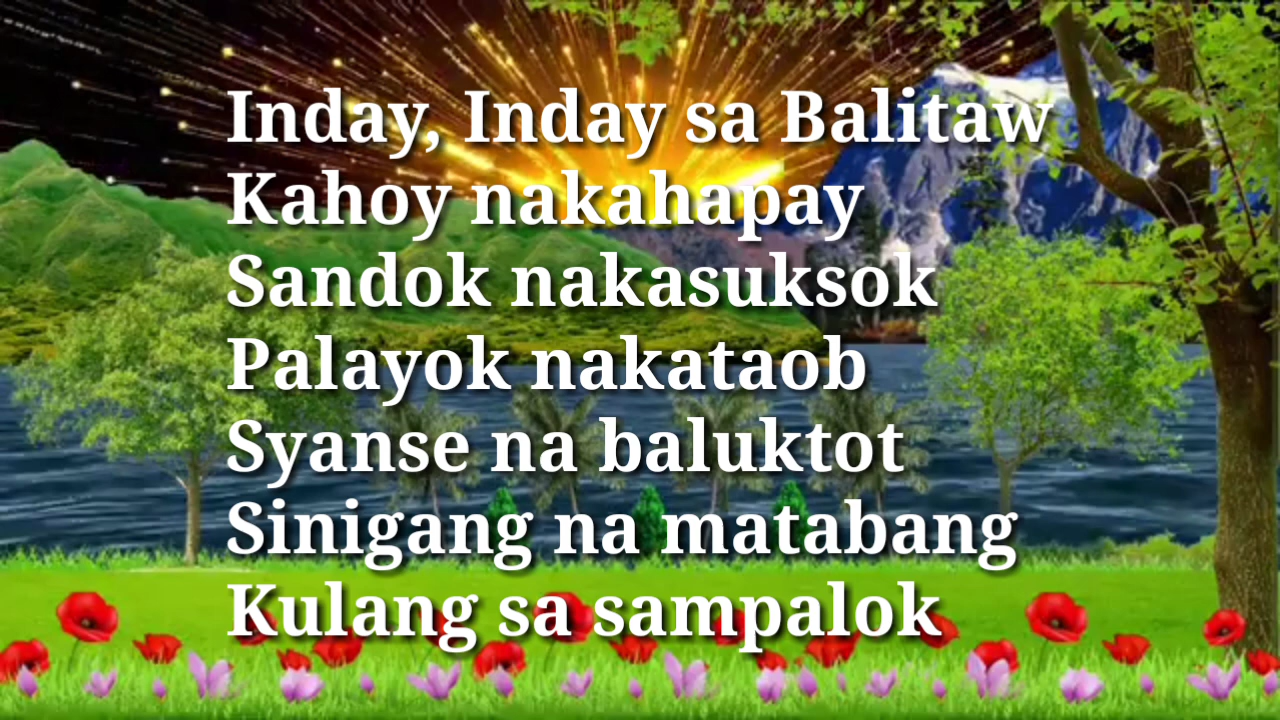 Inday, Inday sa Balitaw
Kahoy nakahapay
Sandok nakasuksok
Palayok nakataob
Syanse na baluktot
Sinigang na matabang
Kulang sa sampalok